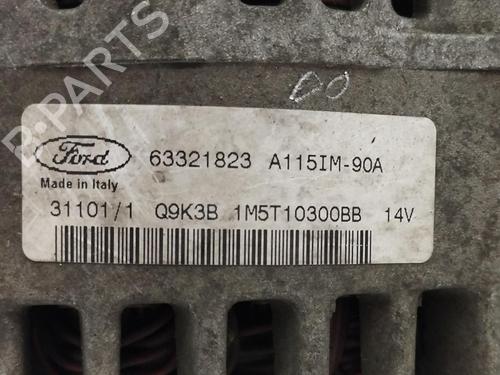 B-PARTS
DO
Ford 63321823 A115IM-90A
Made in Italy
31101/1 Q9K3B 1M5T10300BB 14V